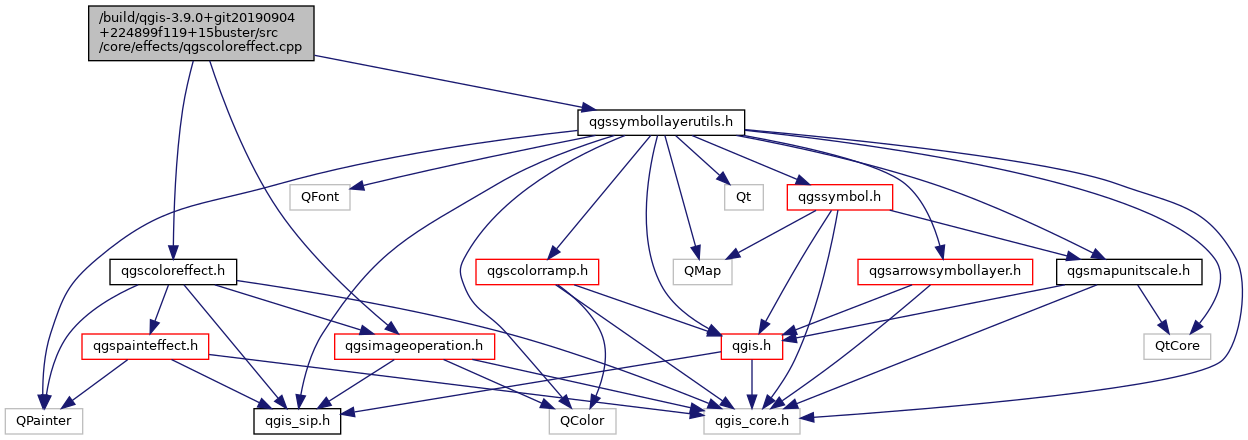 /build/qgis-3.9.0+git20190904
+224899f119+15buster/src
/core/effects/qgscoloreffect.cpp
qgssymbollayerutils.h
QFont
Qt
qgssymbol.h
qgscoloreffect.h
qgscolorramp.h
QMap
qgsarrowsymbollayer.h
qgsmapunitscale.h
qgspainteffect.h
qgsimageoperation.h
qgis.h
QtCore
QPainter
qgis_sip.h
QColor
qgis_core.h